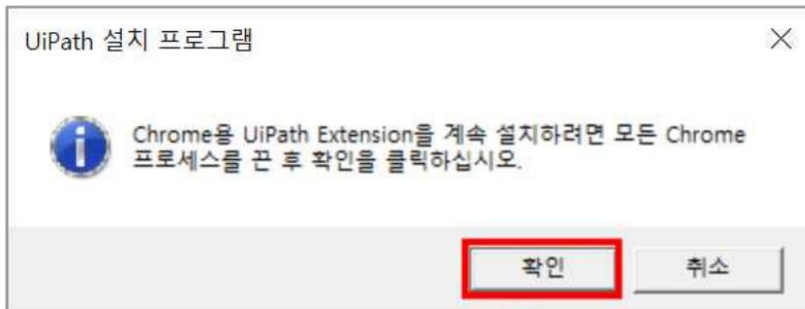 UiPath 설치 프로그램
Chrome용 UiPath Extension을 계속 설치하려면 모든 Chrome
프로세스를 끈 후 확인을 클릭하십시오.
확인
취소